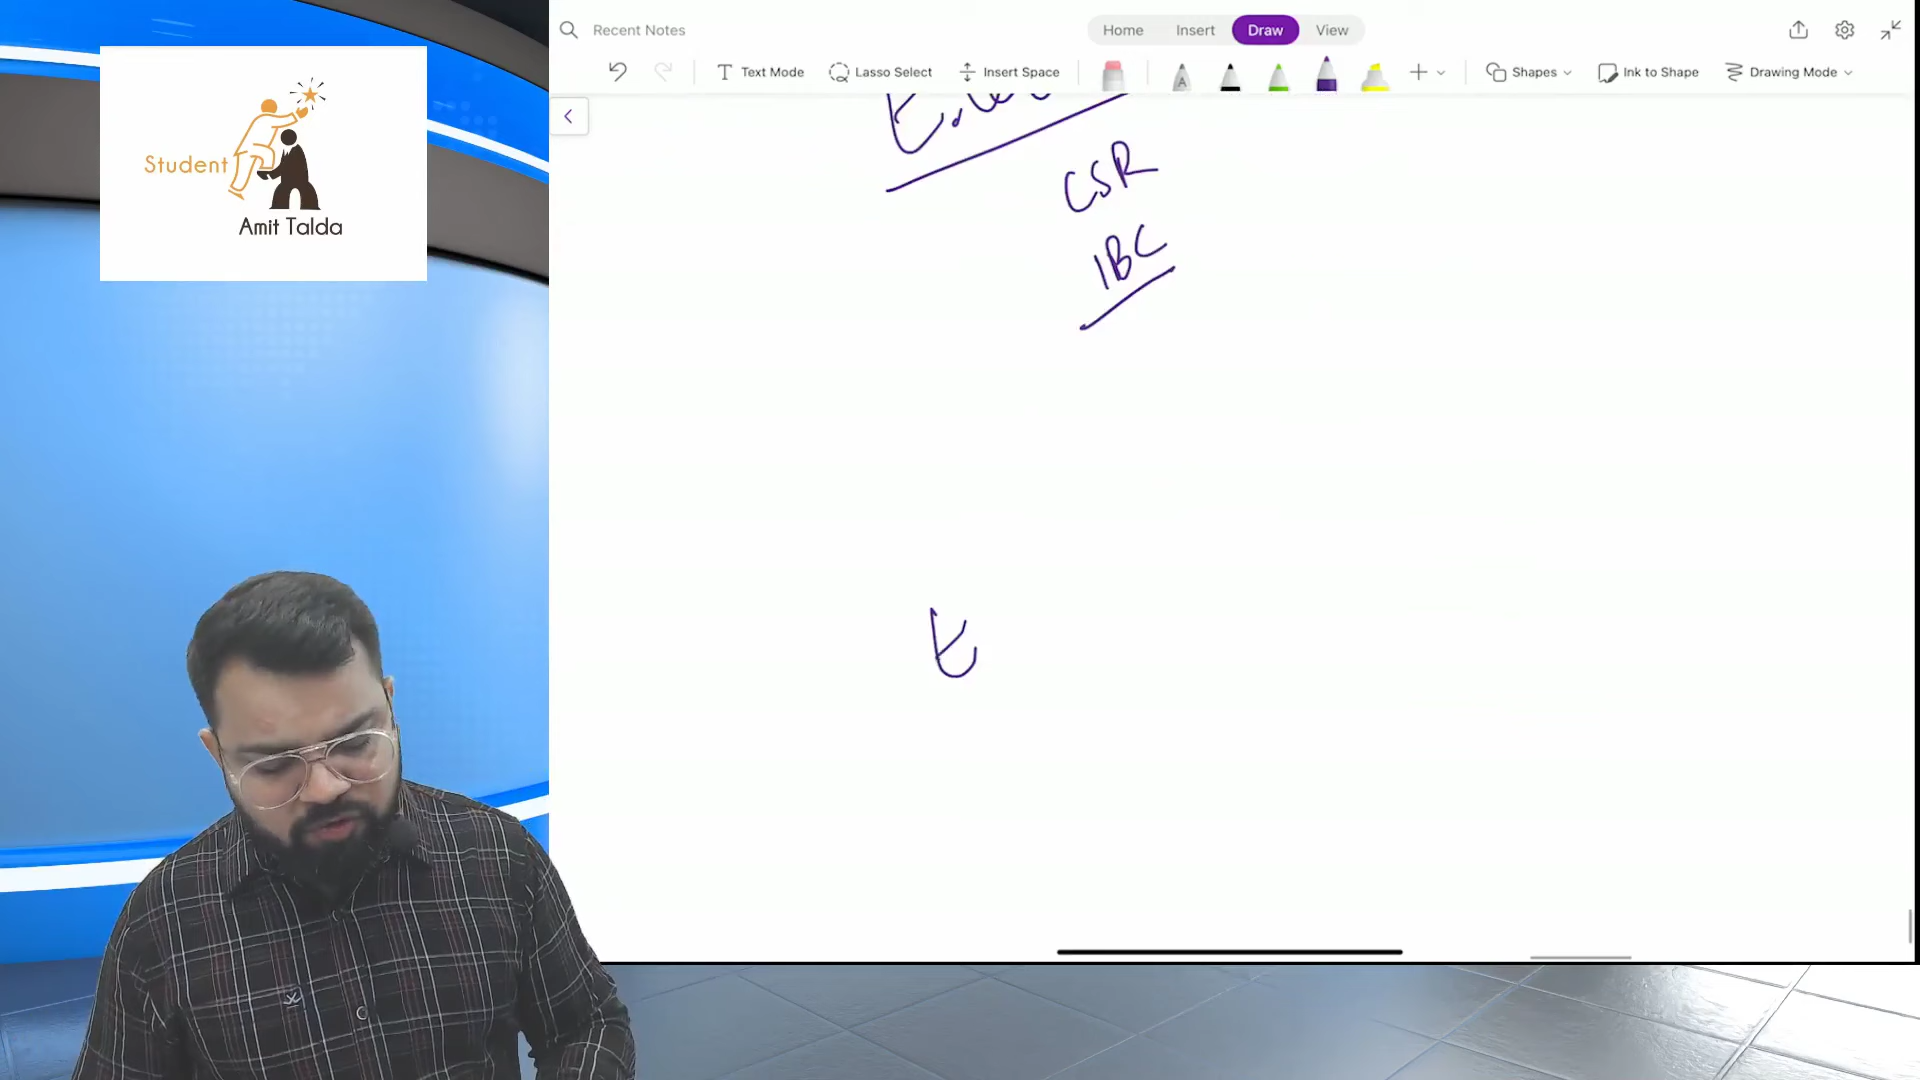 Recent Notes
Home Insert Draw View
Text Mode Lasso Select Insert Space Shapes Ink to Shape Drawing Mode
A
CSR
IBC
E
Student
Amit Talda